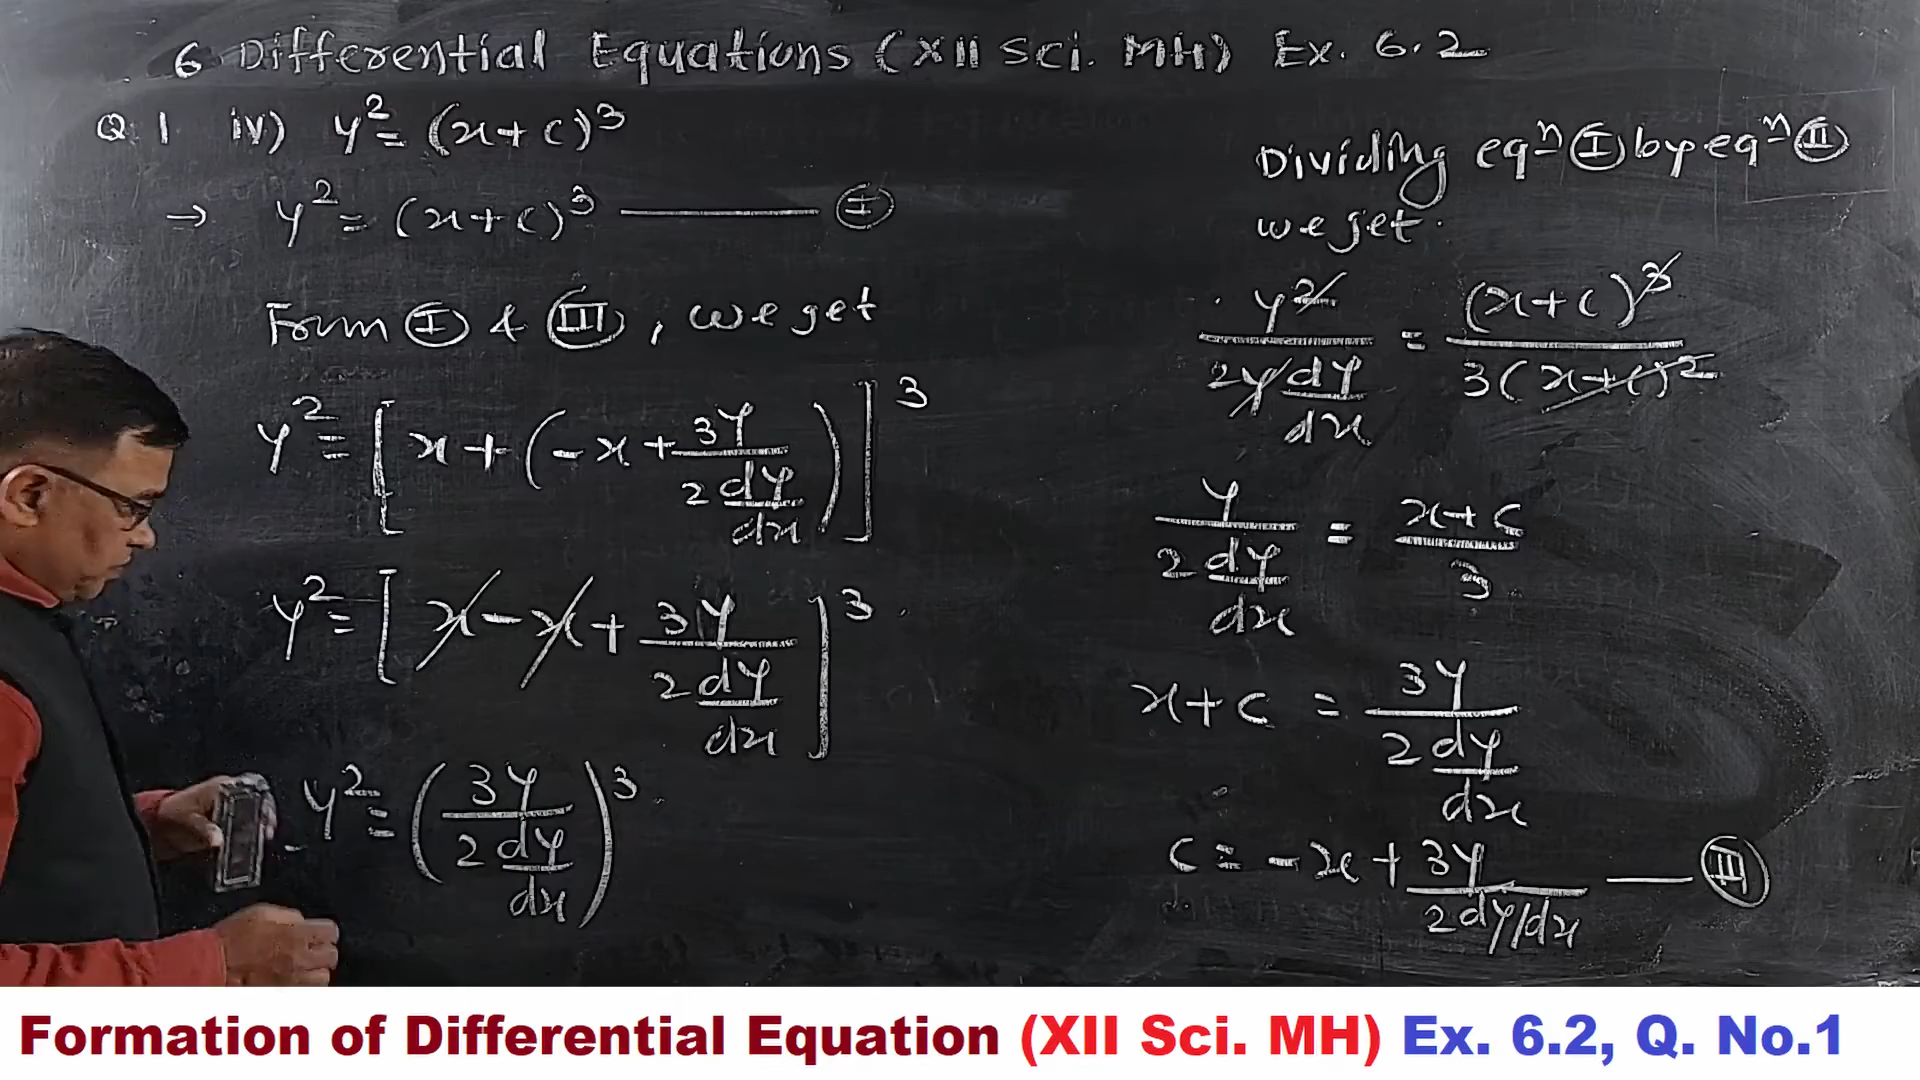 6 Differential Equations (XII Sci. MH) Ex. 6.2
Q.1 iv) y² = (x+c)³
→ y² = (x+c)³ ——— Ⓘ
Form Ⓘ & Ⓘⓘⓘ, we get
y² = [x + (-x + 3y / 2 dy/dx)]³
y² = [x - x + 3y / 2 dy/dx]³
y² = (3y / 2 dy/dx)³
Dividing eqⁿ Ⓘ by eqⁿ Ⓘⓘ
we get.
y² / 2y dy/dx = (x+c)³ / 3(x+c)²
y / 2 dy/dx = x+c / 3
x+c = 3y / 2 dy/dx
c = -x + 3y / 2dy/dx — Ⓘⓘⓘ
Formation of Differential Equation (XII Sci. MH) Ex. 6.2, Q. No.1